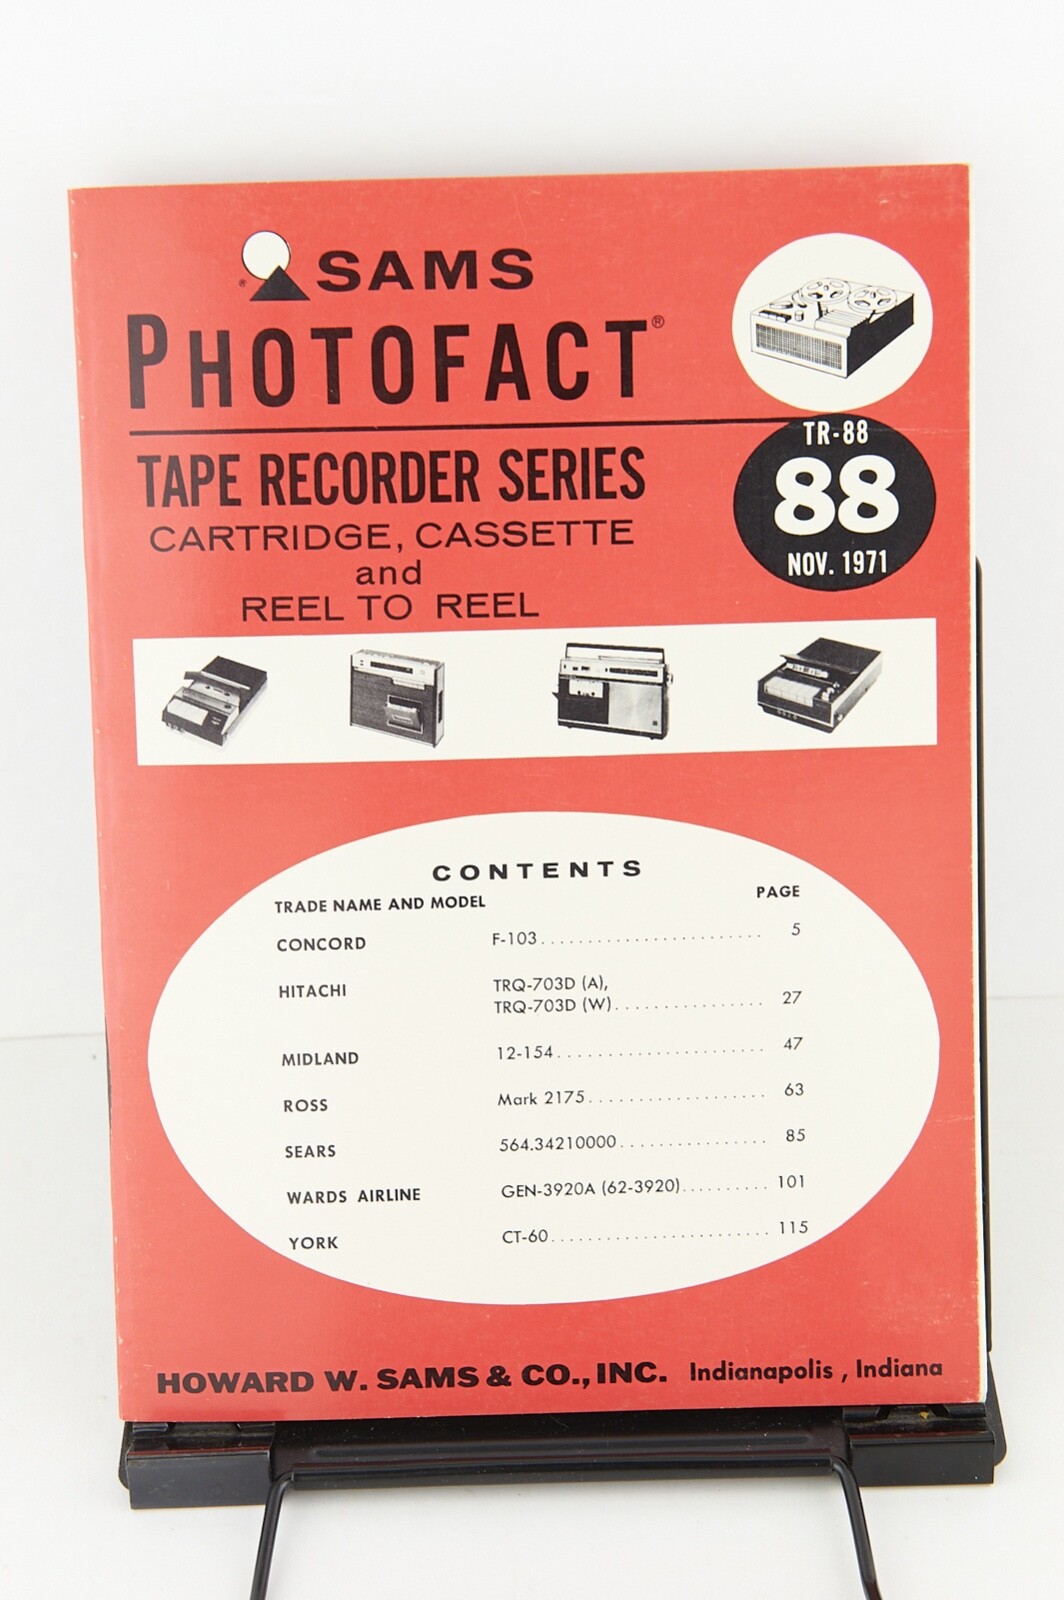 SAMS
PHOTOFACT®
TAPE RECORDER SERIES
CARTRIDGE, CASSETTE
and
REEL TO REEL
TR-88
88
NOV. 1971
CONTENTS
TRADE NAME AND MODEL PAGE
CONCORD F-103........................ 5
HITACHI TRQ-703D (A),
TRQ-703D (W)................ 27
MIDLAND 12-154....................... 47
ROSS Mark 2175................... 63
SEARS 564.34210000................ 85
WARDS AIRLINE GEN-3920A (62-3920).......... 101
YORK CT-60........................ 115
HOWARD W. SAMS & CO., INC. Indianapolis, Indiana